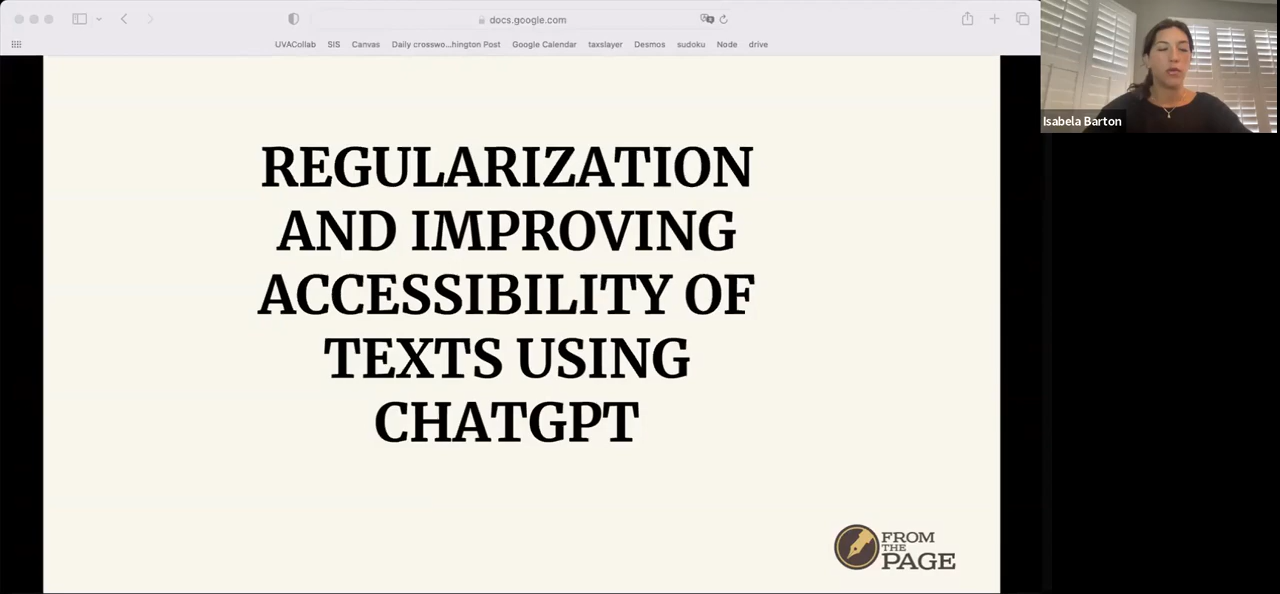 docs.google.com
UVACollab SIS Canvas Daily crosswo...hington Post Google Calendar taxslayer Desmos sudoku Node drive
Isabela Barton
REGULARIZATION
AND IMPROVING
ACCESSIBILITY OF
TEXTS USING
CHATGPT
FROM
THE
PAGE